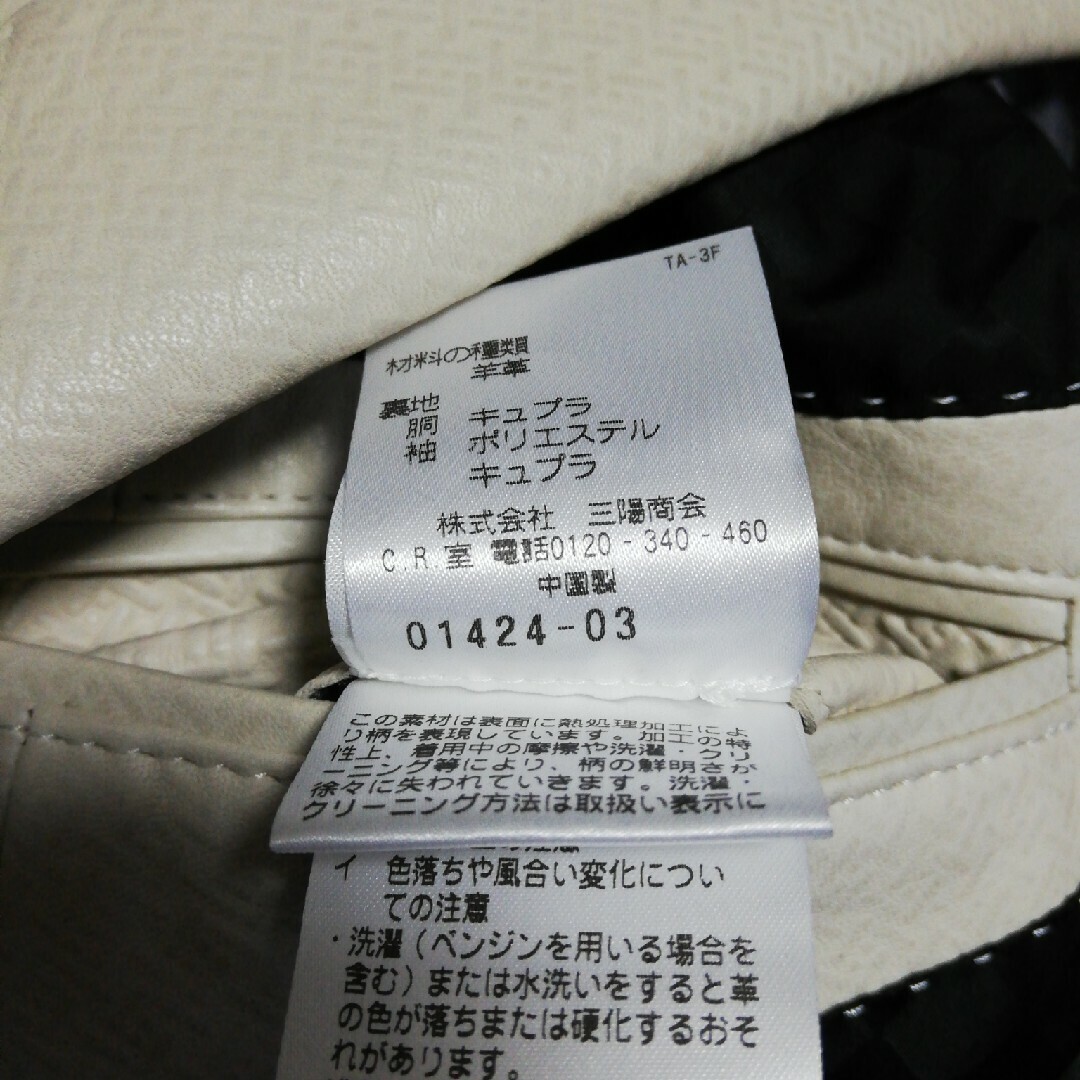 TA-3F
材料の種類
羊革
裏地 キュプラ
胴 ポリエステル
袖 キュプラ
株式会社 三陽商会
C.R.室 電話0120-340-460
中国製
01424-03
この素材は表面に熱処理加工によ
り柄を表現しています。加工の特
性上、着用中の摩擦や洗濯・クリ
ーニング等により、柄の鮮明さが
徐々に失われていきます。洗濯・
クリーニング方法は取扱い表示に
の注意
イ 色落ちや風合い変化につい
ての注意
・洗濯(ベンジンを用いる場合を
含む)または水洗いをすると革
の色が落ちまたは硬化するおそ
れがあります。